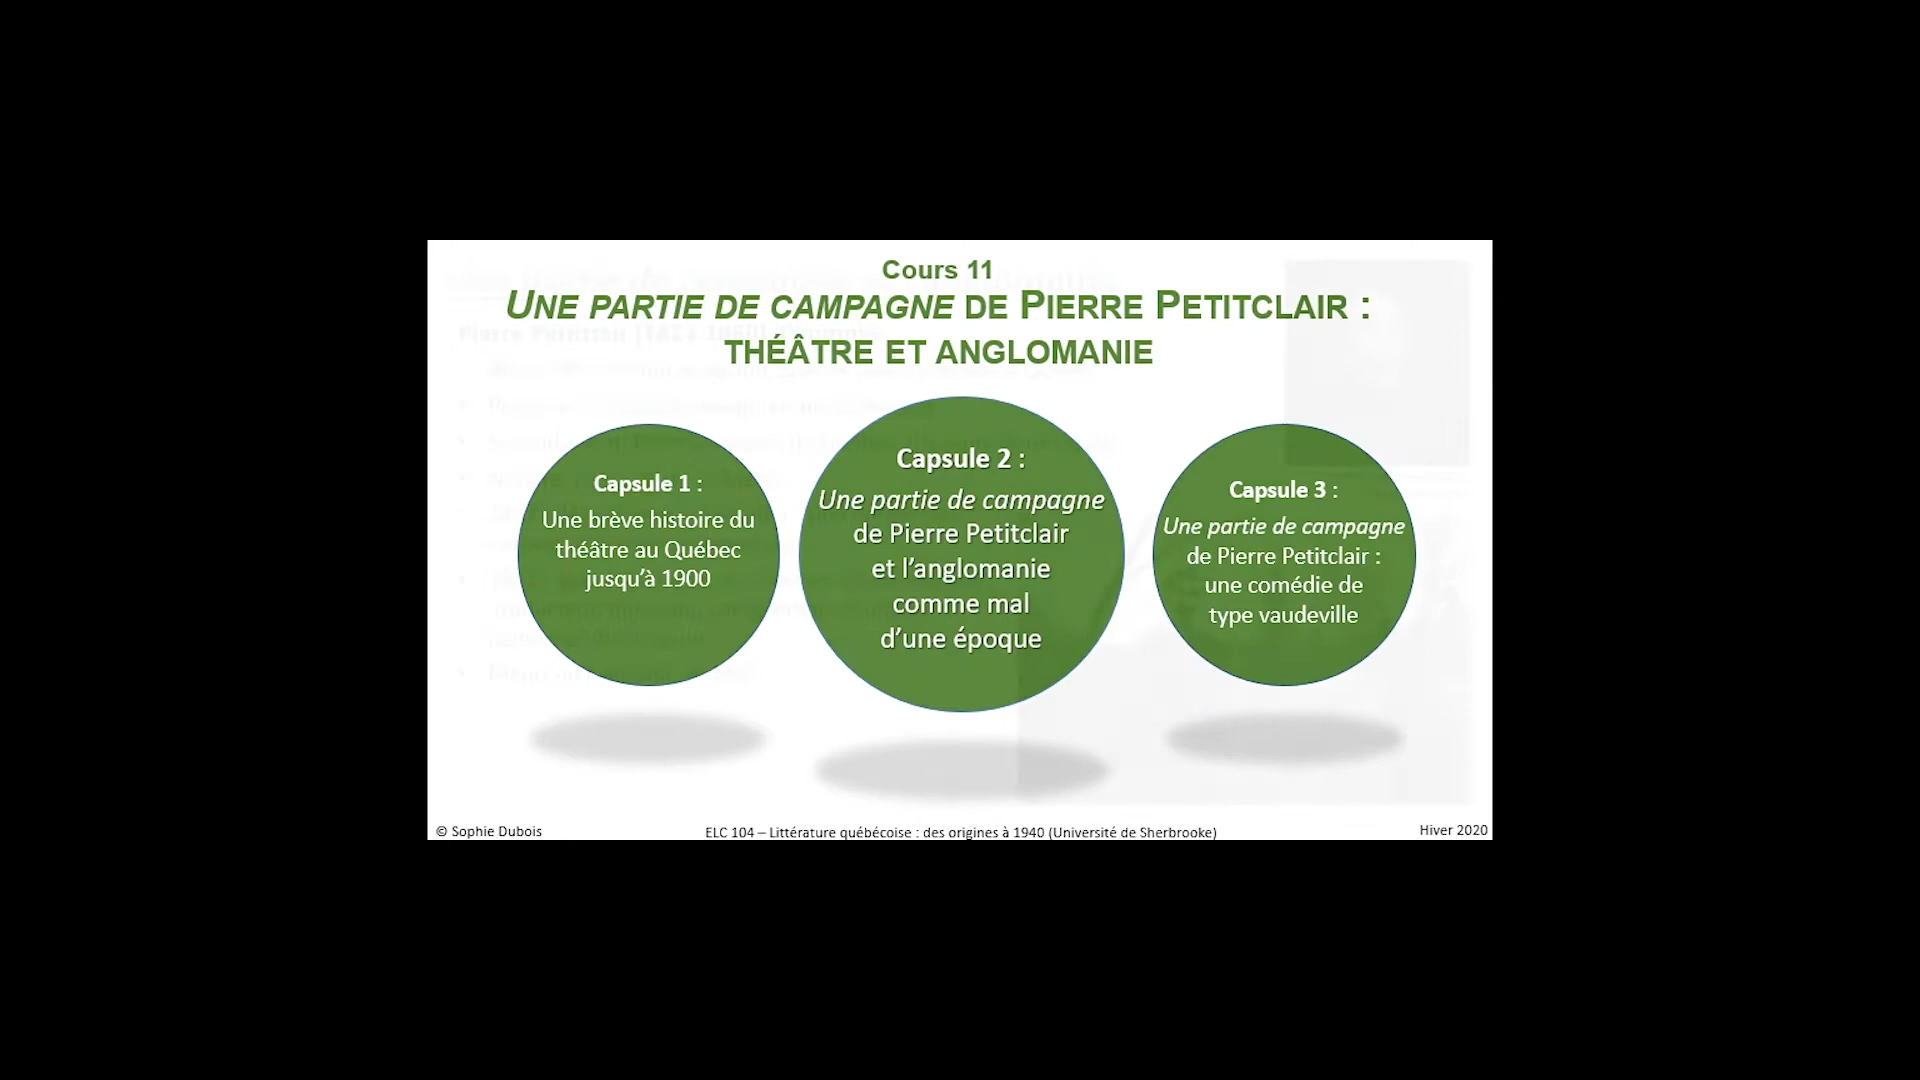 Cours 11
UNE PARTIE DE CAMPAGNE DE PIERRE PETITCLAIR :
THÉÂTRE ET ANGLOMANIE
Capsule 1 :
Une brève histoire du
théâtre au Québec
jusqu'à 1900
Capsule 2 :
Une partie de campagne
de Pierre Petitclair
et l'anglomanie
comme mal
d'une époque
Capsule 3 :
Une partie de campagne
de Pierre Petitclair :
une comédie de
type vaudeville
© Sophie Dubois
ELC 104 – Littérature québécoise : des origines à 1940 (Université de Sherbrooke)
Hiver 2020